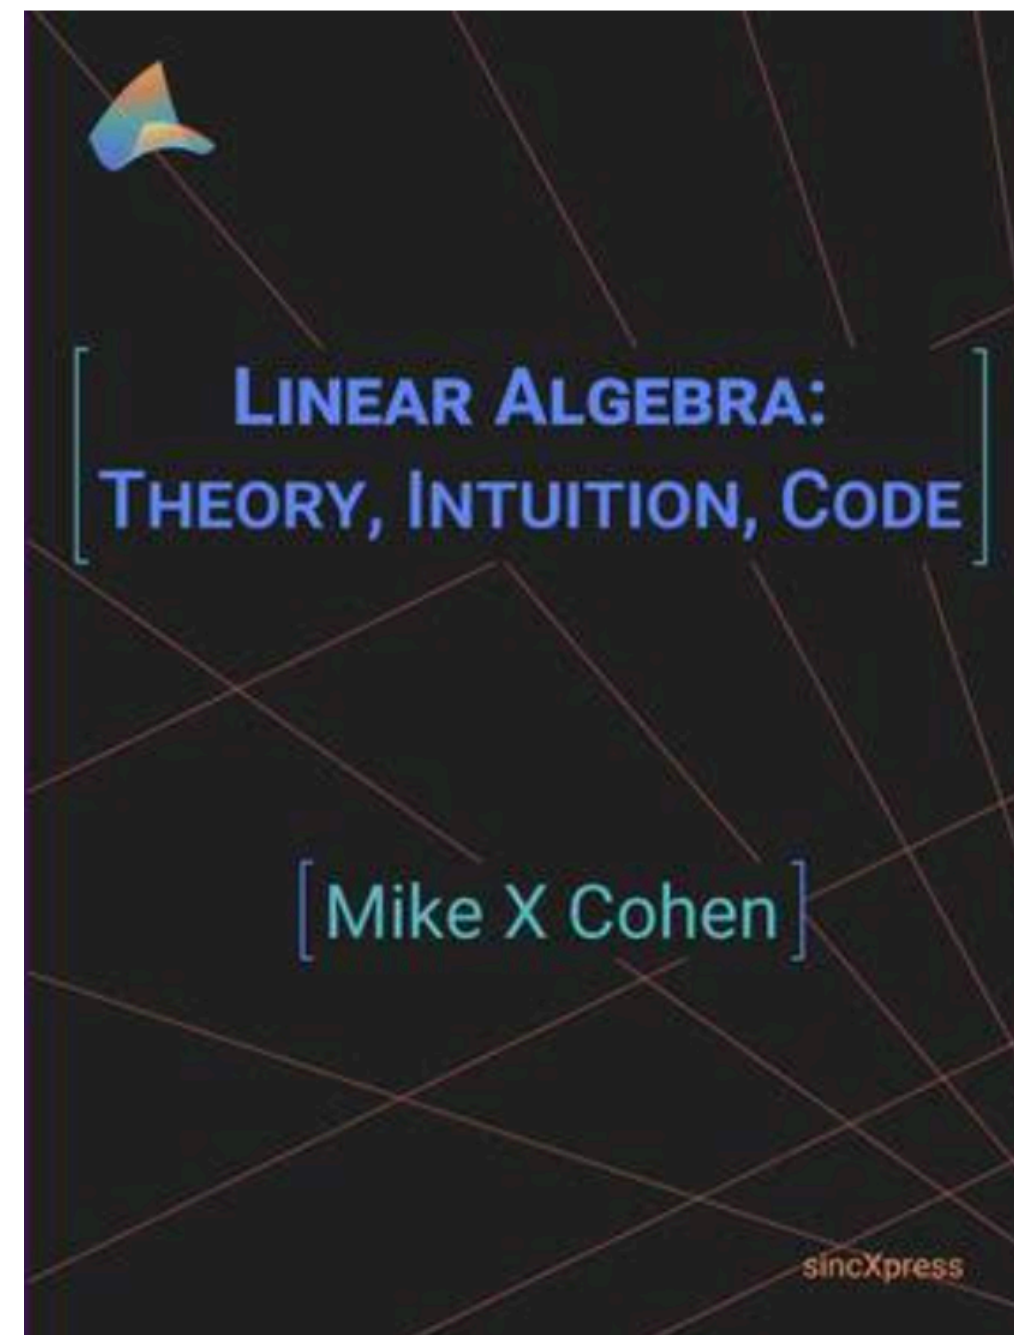 LINEAR ALGEBRA:
THEORY, INTUITION, CODE
Mike X Cohen
sincXpress